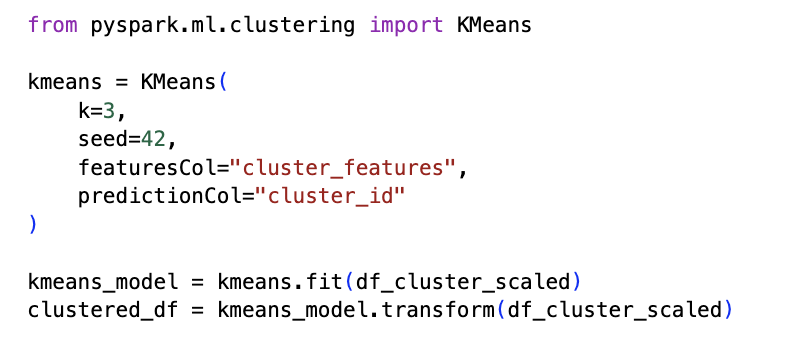 from pyspark.ml.clustering import KMeans
kmeans = KMeans(
    k=3,
    seed=42,
    featuresCol="cluster_features",
    predictionCol="cluster_id"
)
kmeans_model = kmeans.fit(df_cluster_scaled)
clustered_df = kmeans_model.transform(df_cluster_scaled)